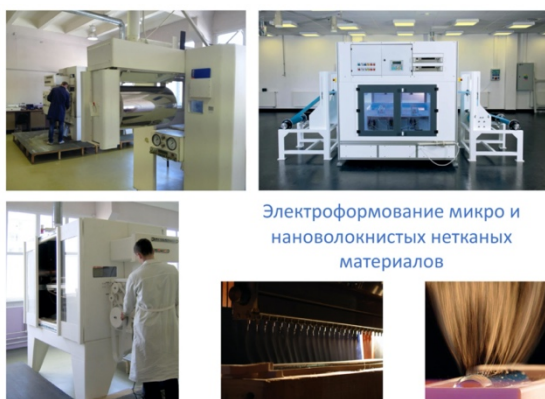 Электроформование микро и
нановолокнистых нетканых
материалов